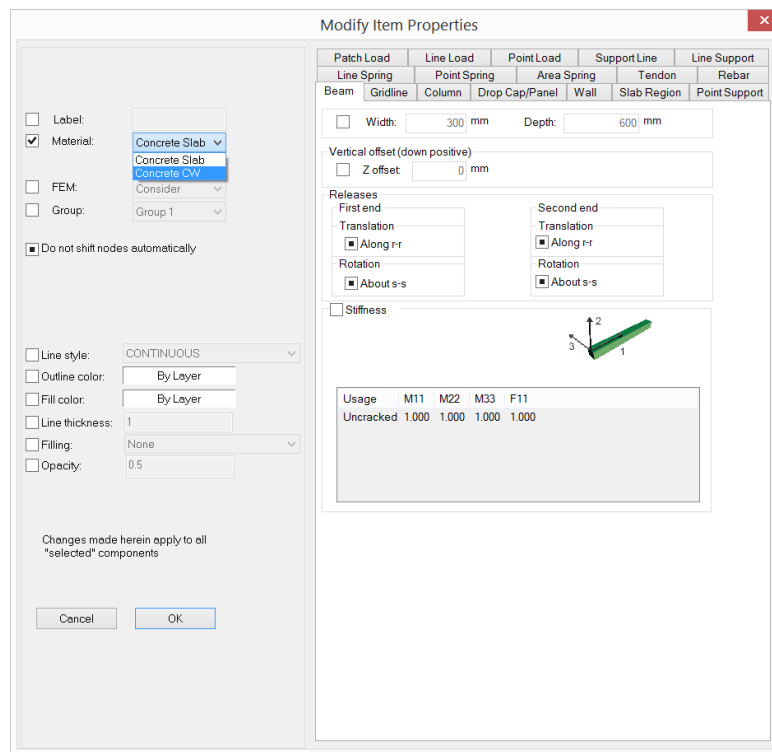 Modify Item Properties
Label:
Material: Concrete Slab
Concrete Slab
Concrete CW
FEM: Consider
Group: Group 1
Do not shift nodes automatically
Line style: CONTINUOUS
Outline color: By Layer
Fill color: By Layer
Line thickness: 1
Filling: None
Opacity: 0.5
Changes made herein apply to all
"selected" components
Cancel OK
Patch Load Line Load Point Load Support Line Line Support
Line Spring Point Spring Area Spring Tendon Rebar
Beam Gridline Column Drop Cap/Panel Wall Slab Region Point Support
Width: 300 mm Depth: 600 mm
Vertical offset (down positive)
Z offset: 0 mm
Releases
First end Second end
Translation Translation
Along r-r Along r-r
Rotation Rotation
About s-s About s-s
Stiffness
2
3
1
Usage M11 M22 M33 F11
Uncracked 1.000 1.000 1.000 1.000